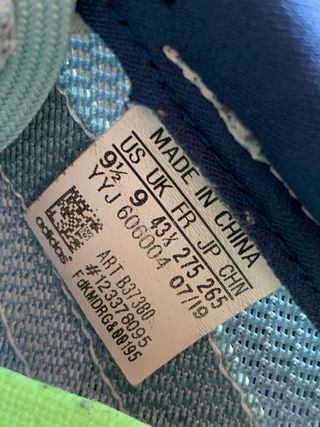 MADE IN CHINA
US UK FR JP CHN
9½ 9 43⅓ 275 265
YYJ 606004 07/19
ART B37380
#123378095
adidas